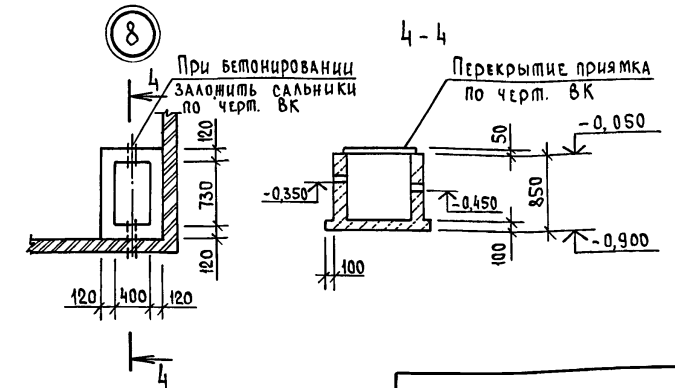 8
4-4
4
При бетонировании
заложить сальники
по черт. ВК
120
730
120
120 400 120
4
Перекрытие приямка
по черт. ВК
50
-0,050
-0,350
-0,450
850
100
-0,900
100